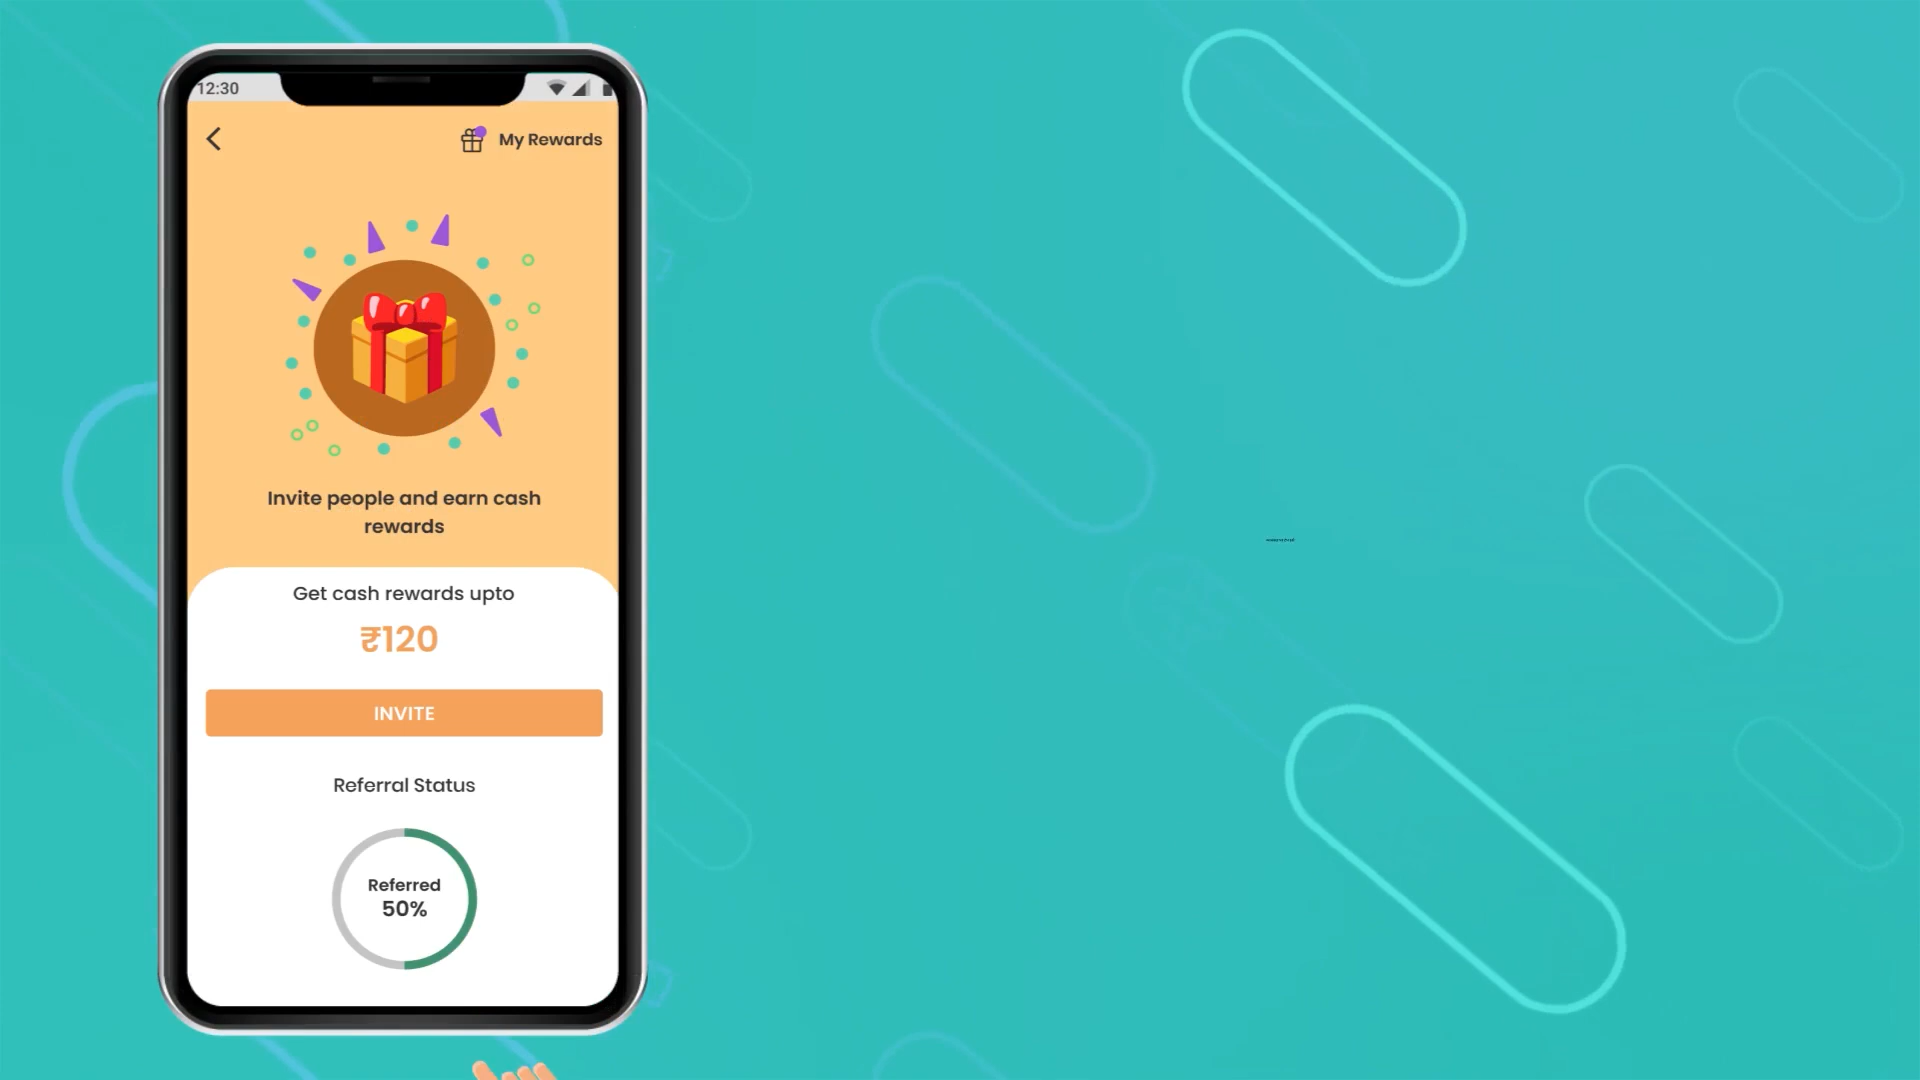 12:30
My Rewards
Invite people and earn cash
rewards
Get cash rewards upto
₹120
INVITE
Referral Status
Referred
50%